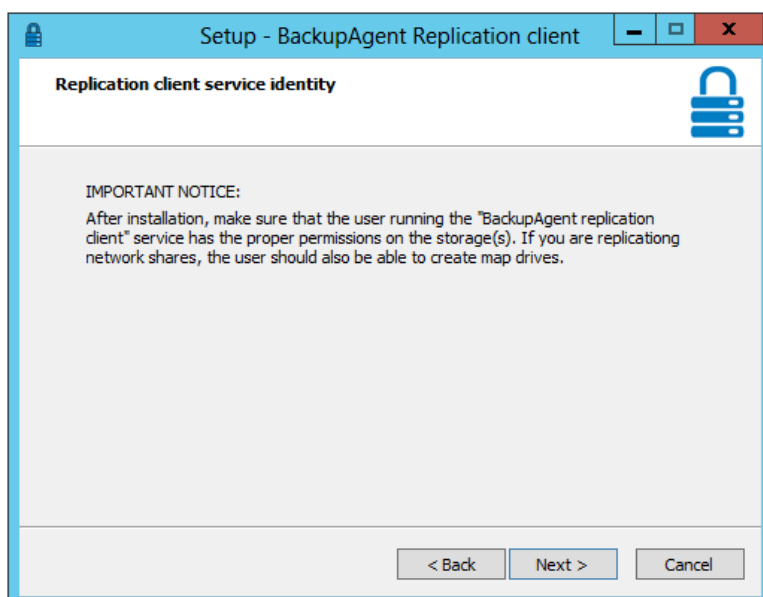 Setup - BackupAgent Replication client
Replication client service identity
IMPORTANT NOTICE:
After installation, make sure that the user running the "BackupAgent replication
client" service has the proper permissions on the storage(s). If you are replicationg
network shares, the user should also be able to create map drives.
< Back Next > Cancel